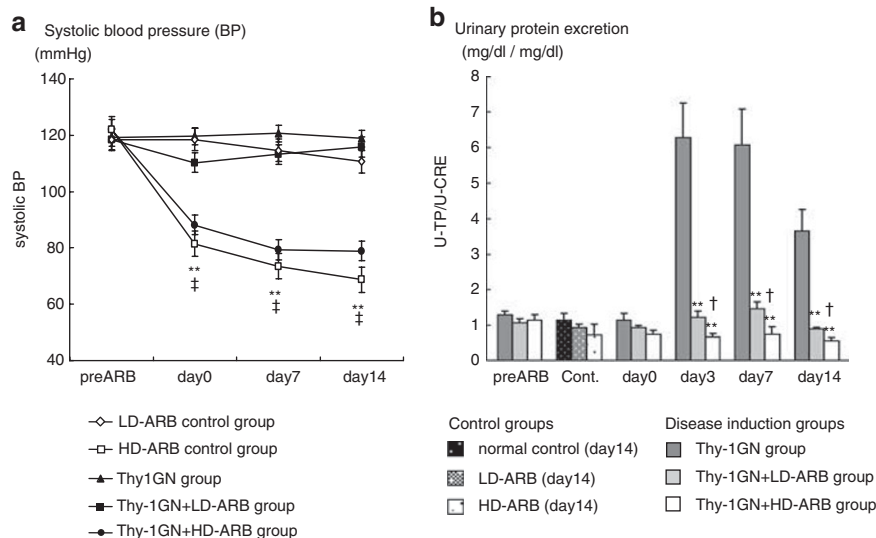 a Systolic blood pressure (BP)
(mmHg)
140
120
100
80
60
40
systolic BP
**
‡
**
‡
**
‡
preARB day0 day7 day14
LD-ARB control group
HD-ARB control group
Thy1GN group
Thy-1GN+LD-ARB group
Thy-1GN+HD-ARB group
b Urinary protein excretion
(mg/dl / mg/dl)
8
7
6
5
4
3
2
1
0
U-TP/U-CRE
** † **
** † **
** † **
preARB Cont. day0 day3 day7 day14
Control groups
normal control (day14)
LD-ARB (day14)
HD-ARB (day14)
Disease induction groups
Thy-1GN group
Thy-1GN+LD-ARB group
Thy-1GN+HD-ARB group